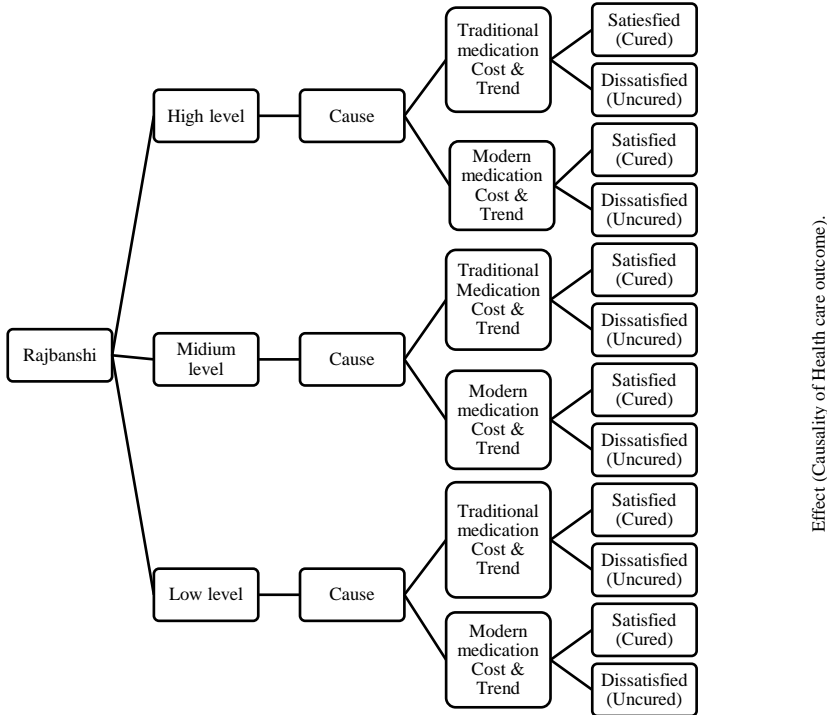 Rajbanshi
High level
Cause
Traditional
medication
Cost &
Trend
Satiesfied
(Cured)
Dissatisfied
(Uncured)
Modern
medication
Cost &
Trend
Satisfied
(Cured)
Dissatisfied
(Uncured)
Midium
level
Cause
Traditional
Medication
Cost &
Trend
Satisfied
(Cured)
Dissatisfied
(Uncured)
Modern
medication
Cost &
Trend
Satisfied
(Cured)
Dissatisfied
(Uncured)
Low level
Cause
Traditional
medication
Cost &
Trend
Satisfied
(Cured)
Dissatisfied
(Uncured)
Modern
medication
Cost &
Trend
Satisfied
(Cured)
Dissatisfied
(Uncured)
Effect (Causality of Health care outcome).